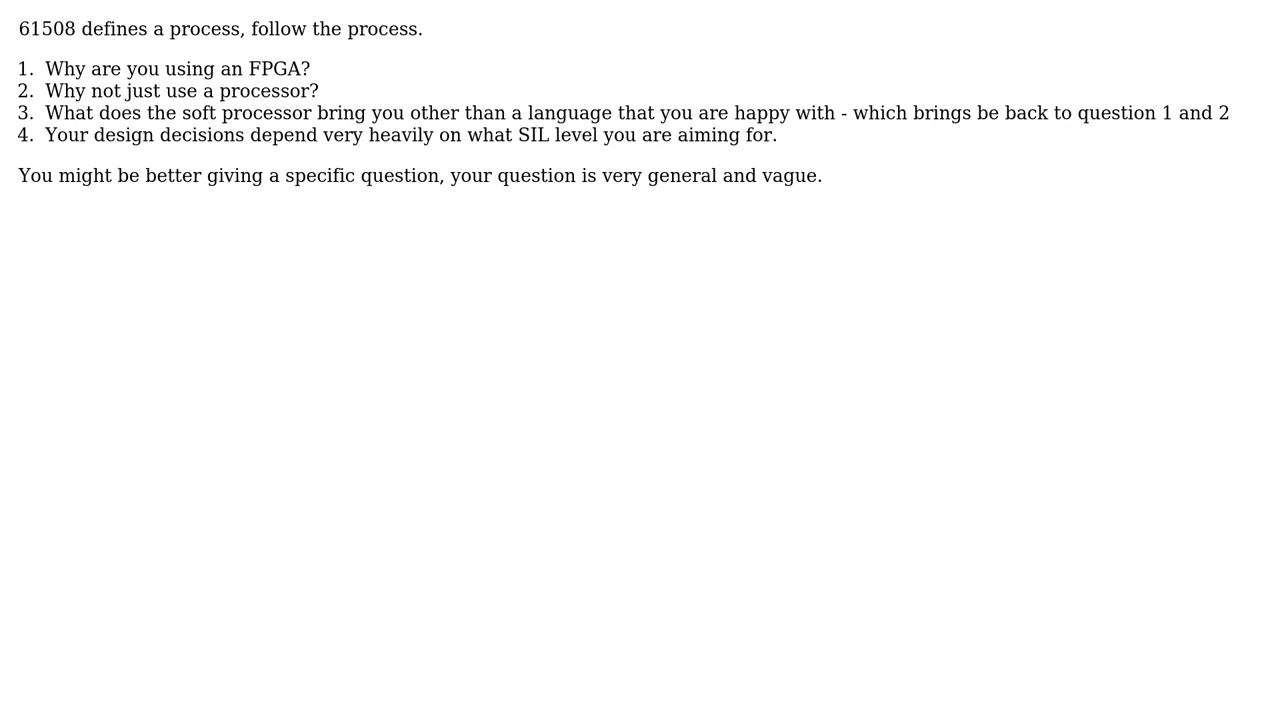 61508 defines a process, follow the process.
1. Why are you using an FPGA?
2. Why not just use a processor?
3. What does the soft processor bring you other than a language that you are happy with - which brings be back to question 1 and 2
4. Your design decisions depend very heavily on what SIL level you are aiming for.
You might be better giving a specific question, your question is very general and vague.